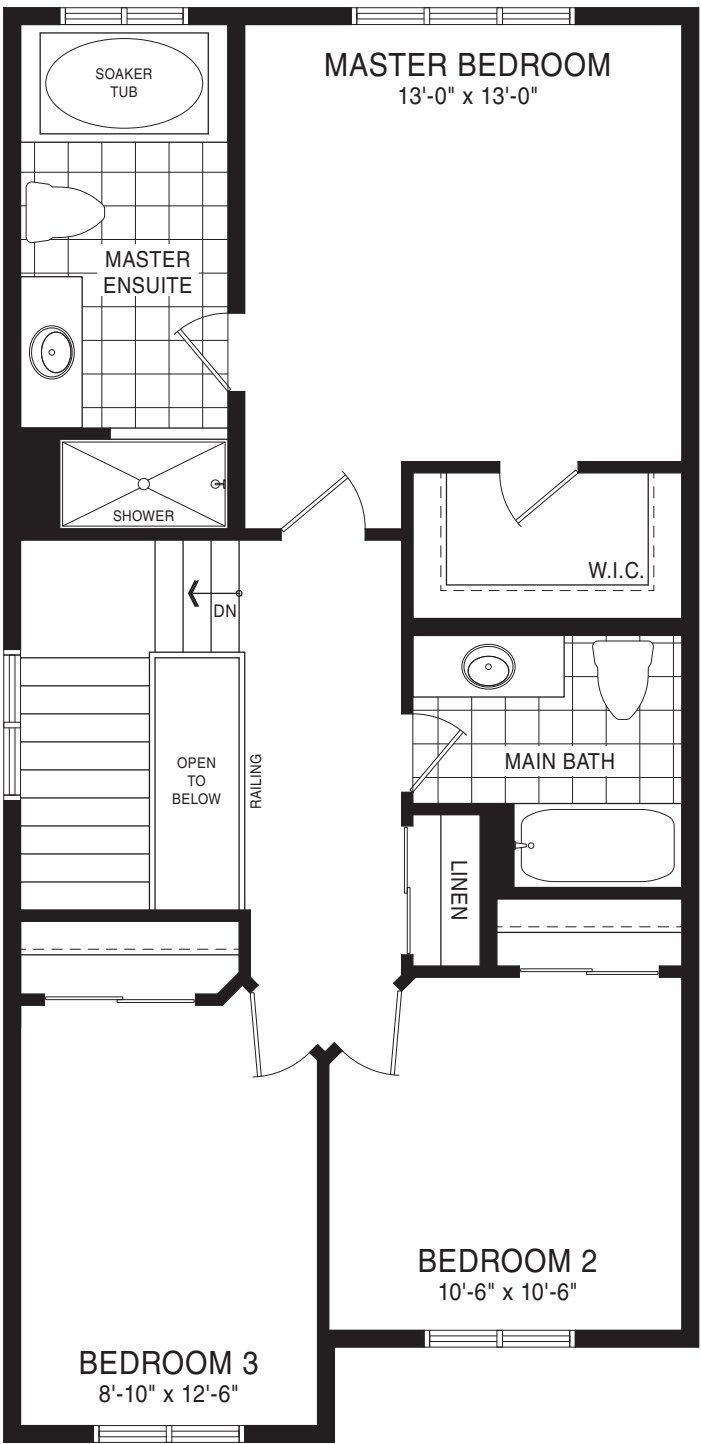 SOAKER
TUB
MASTER BEDROOM
13'-0" x 13'-0"
MASTER
ENSUITE
SHOWER
W.I.C.
DN
OPEN
TO
BELOW
RAILING
MAIN BATH
LINEN
BEDROOM 2
10'-6" x 10'-6"
BEDROOM 3
8'-10" x 12'-6"